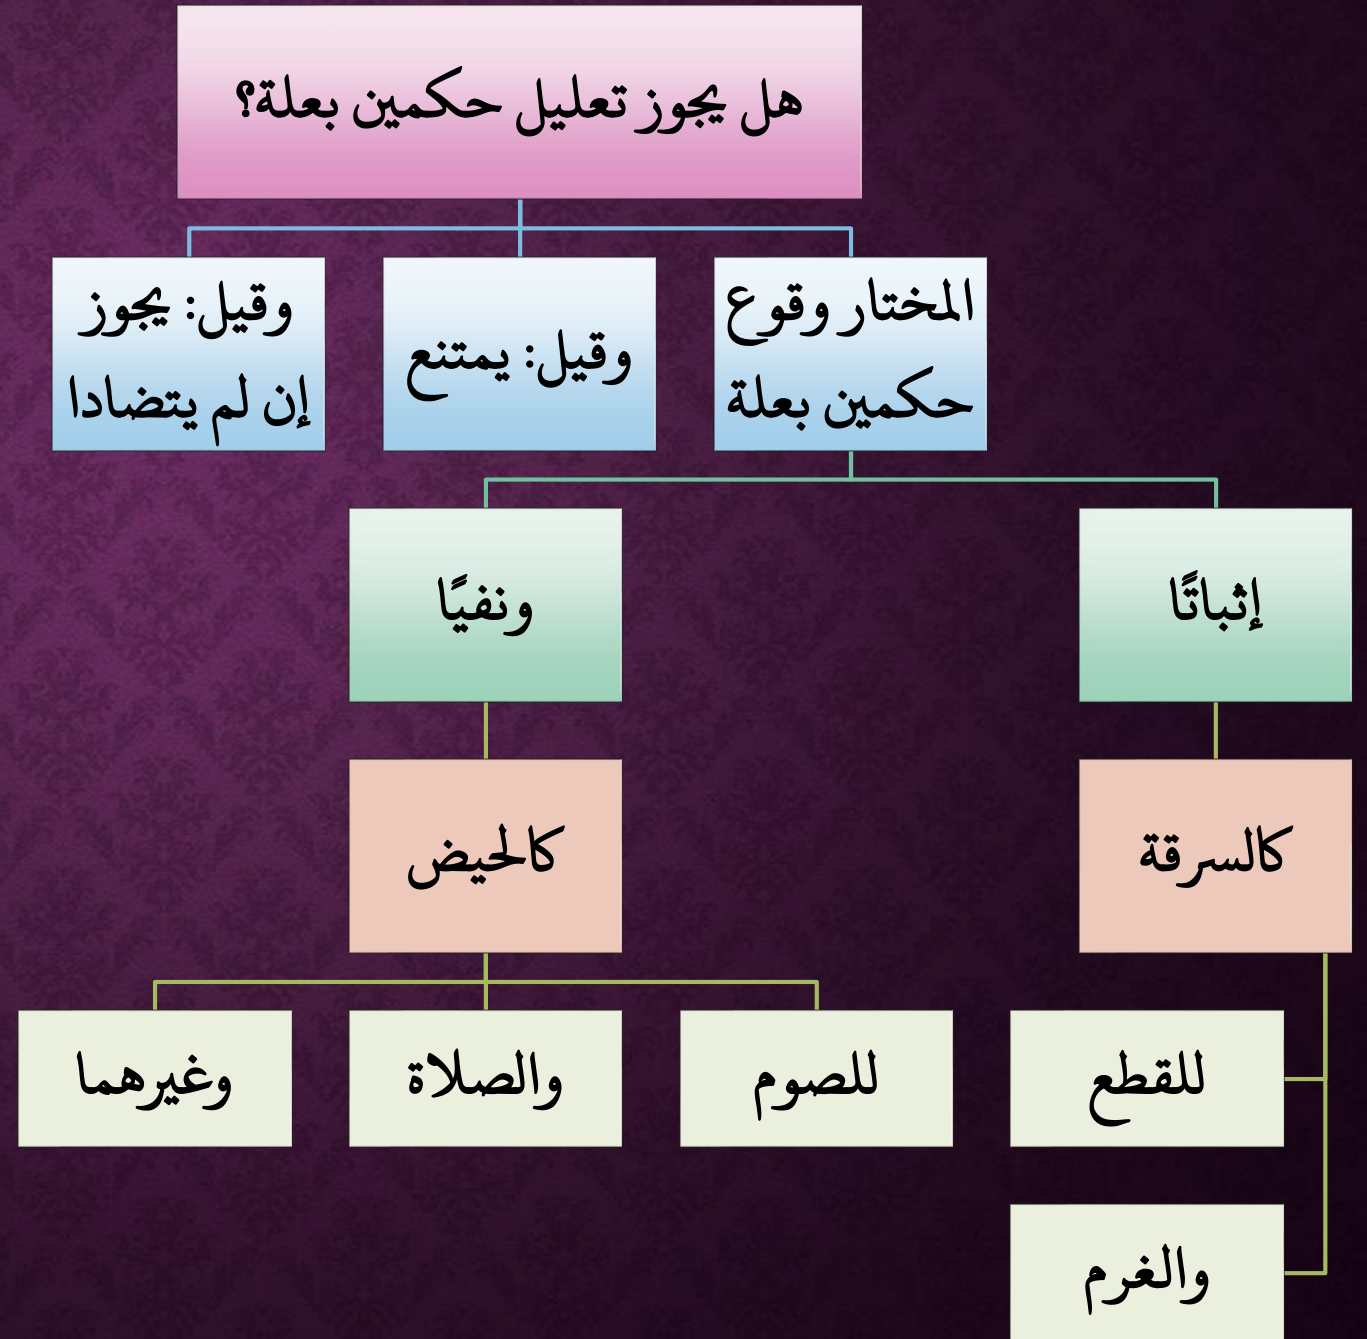 هل يجوز تعليل حكمين بعلة؟
المختار وقوع
حكمين بعلة
وقيل: يمتنع
وقيل: يجوز
إن لم يتضادا
إثباتًا
ونفيًا
كالسرقة
كالحيض
للقطع
والغرم
للصوم
والصلاة
وغيرهما